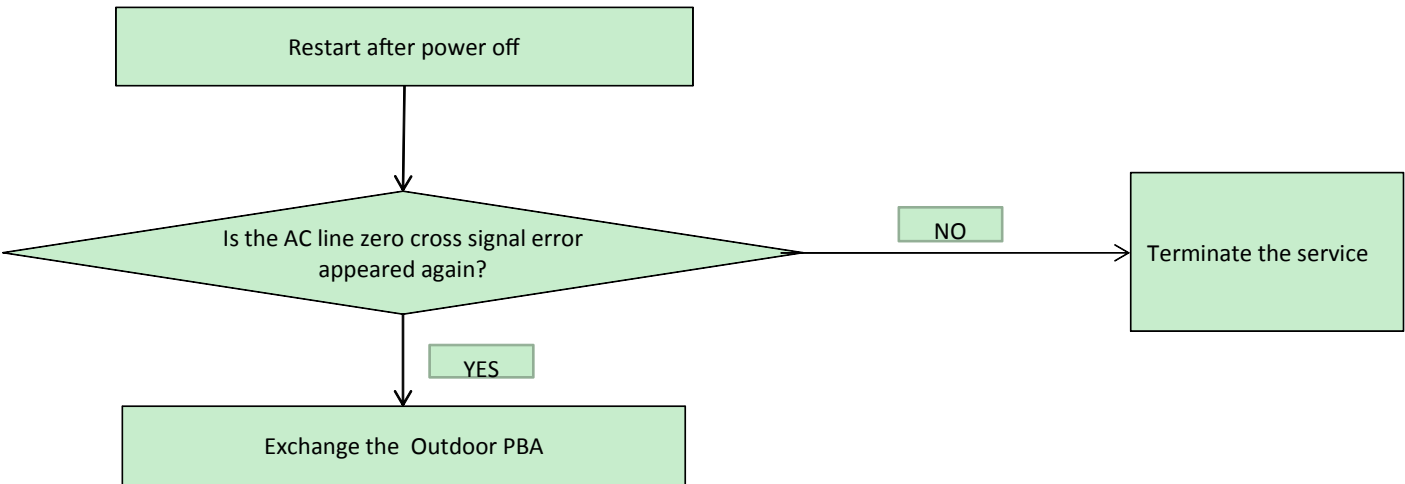 Restart after power off
Is the AC line zero cross signal error
appeared again?
NO
Terminate the service
YES
Exchange the  Outdoor PBA